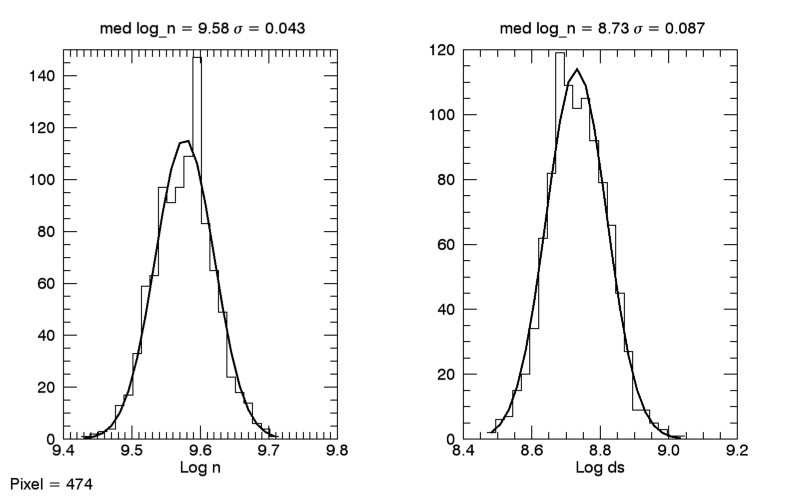 med log_n = 9.58 σ = 0.043
140
120
100
80
60
40
20
0
9.4 9.5 9.6 9.7 9.8
Log n
med log_n = 8.73 σ = 0.087
120
100
80
60
40
20
0
8.4 8.6 8.8 9.0 9.2
Log ds
Pixel = 474